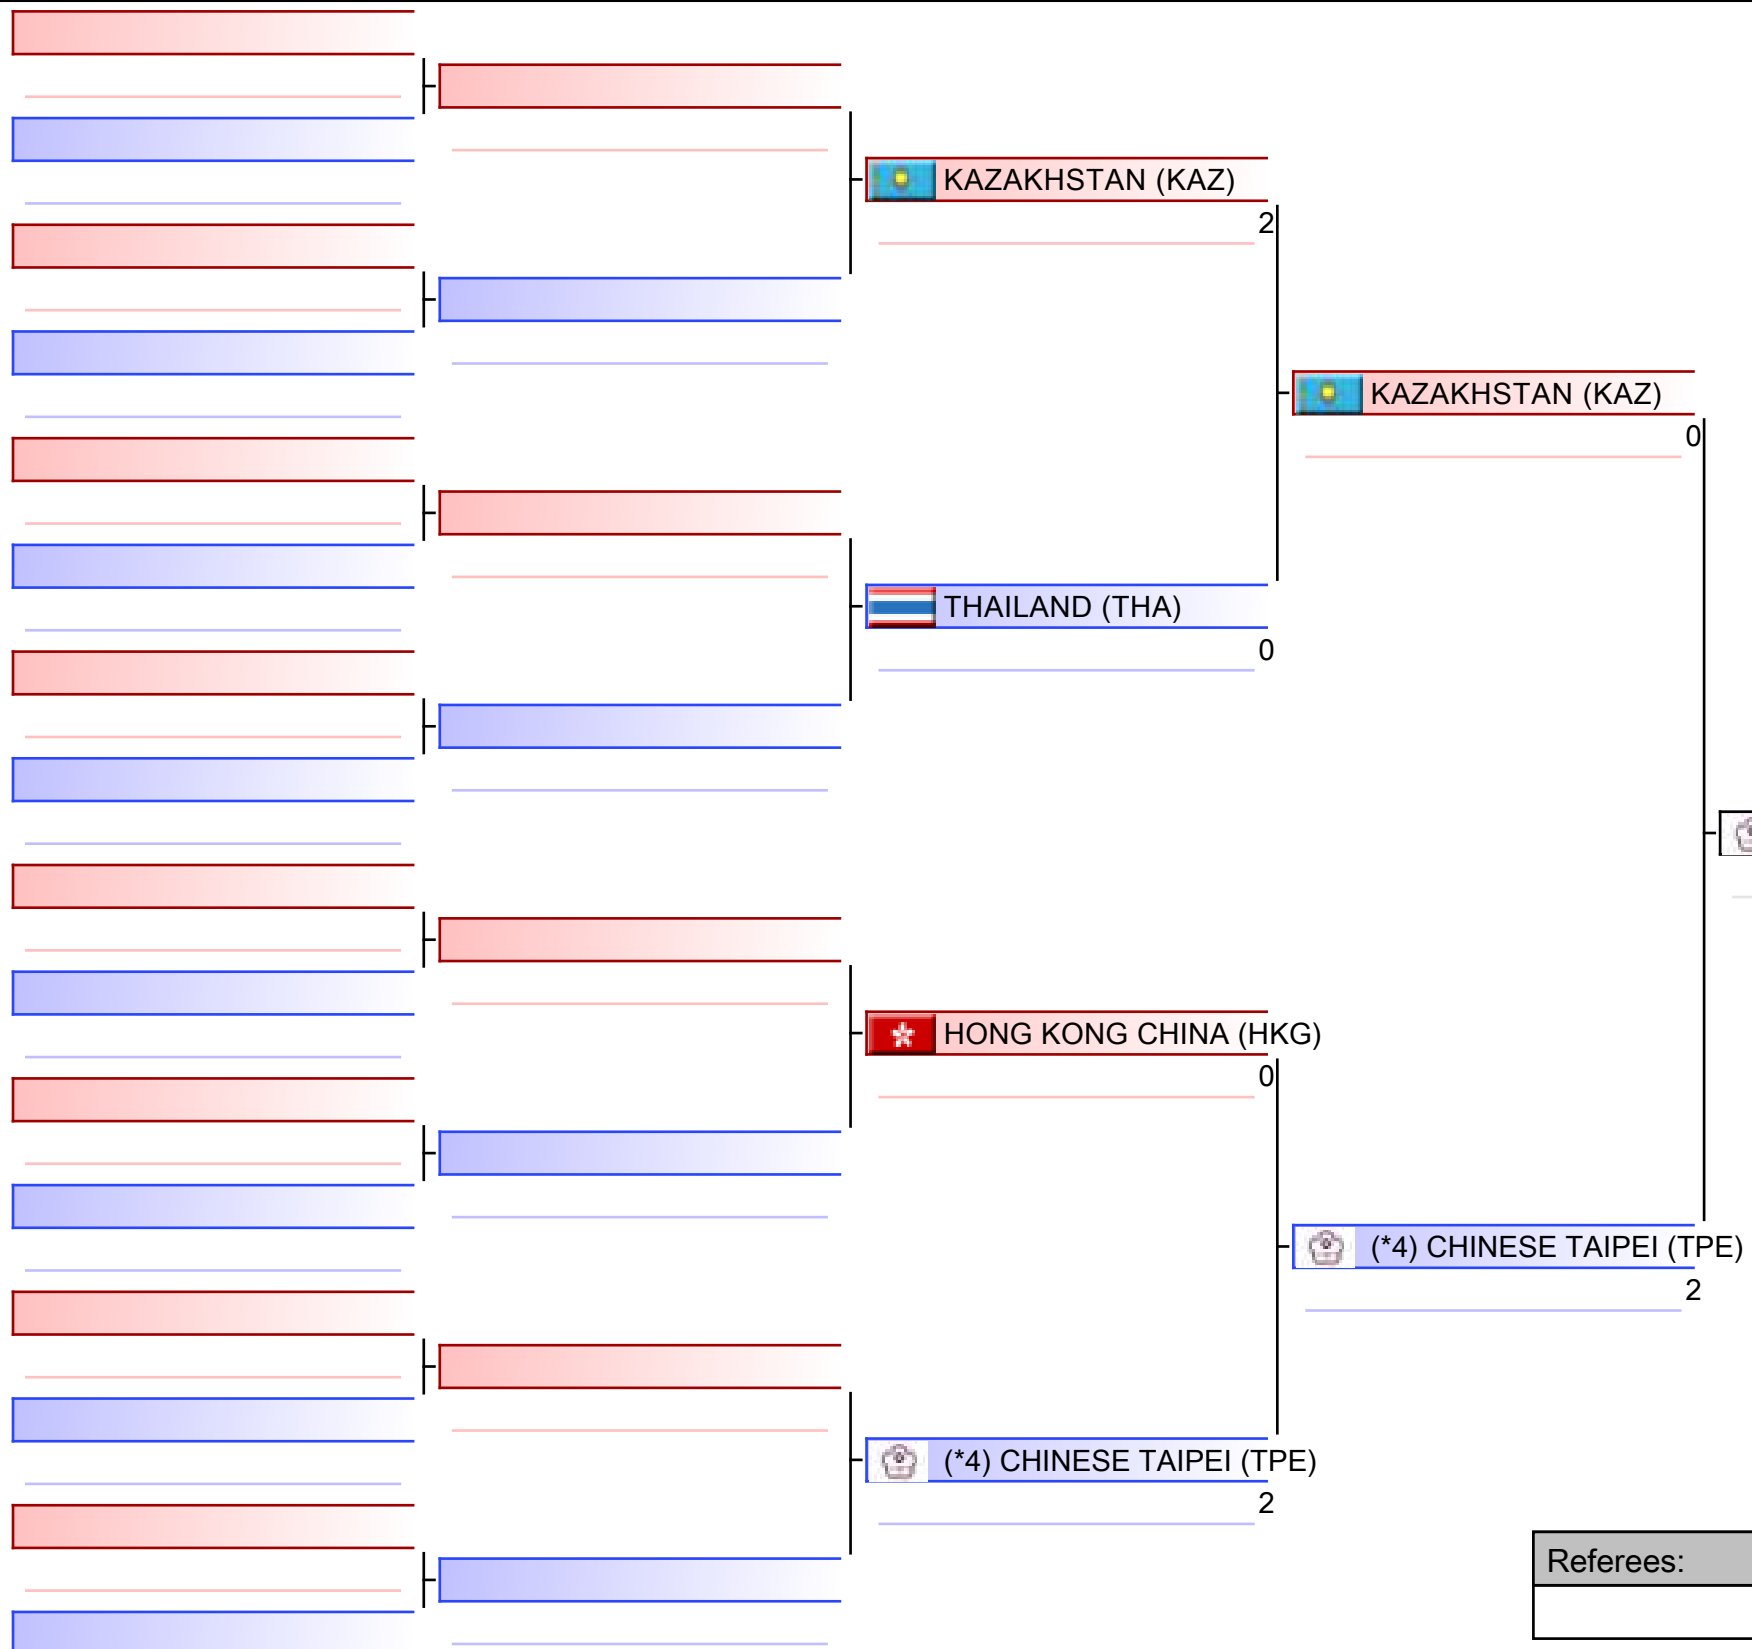 KAZAKHSTAN (KAZ)
2
KAZAKHSTAN (KAZ)
0
THAILAND (THA)
0
HONG KONG CHINA (HKG)
0
(*4) CHINESE TAIPEI (TPE)
2
(*4) CHINESE TAIPEI (TPE)
2
Referees: